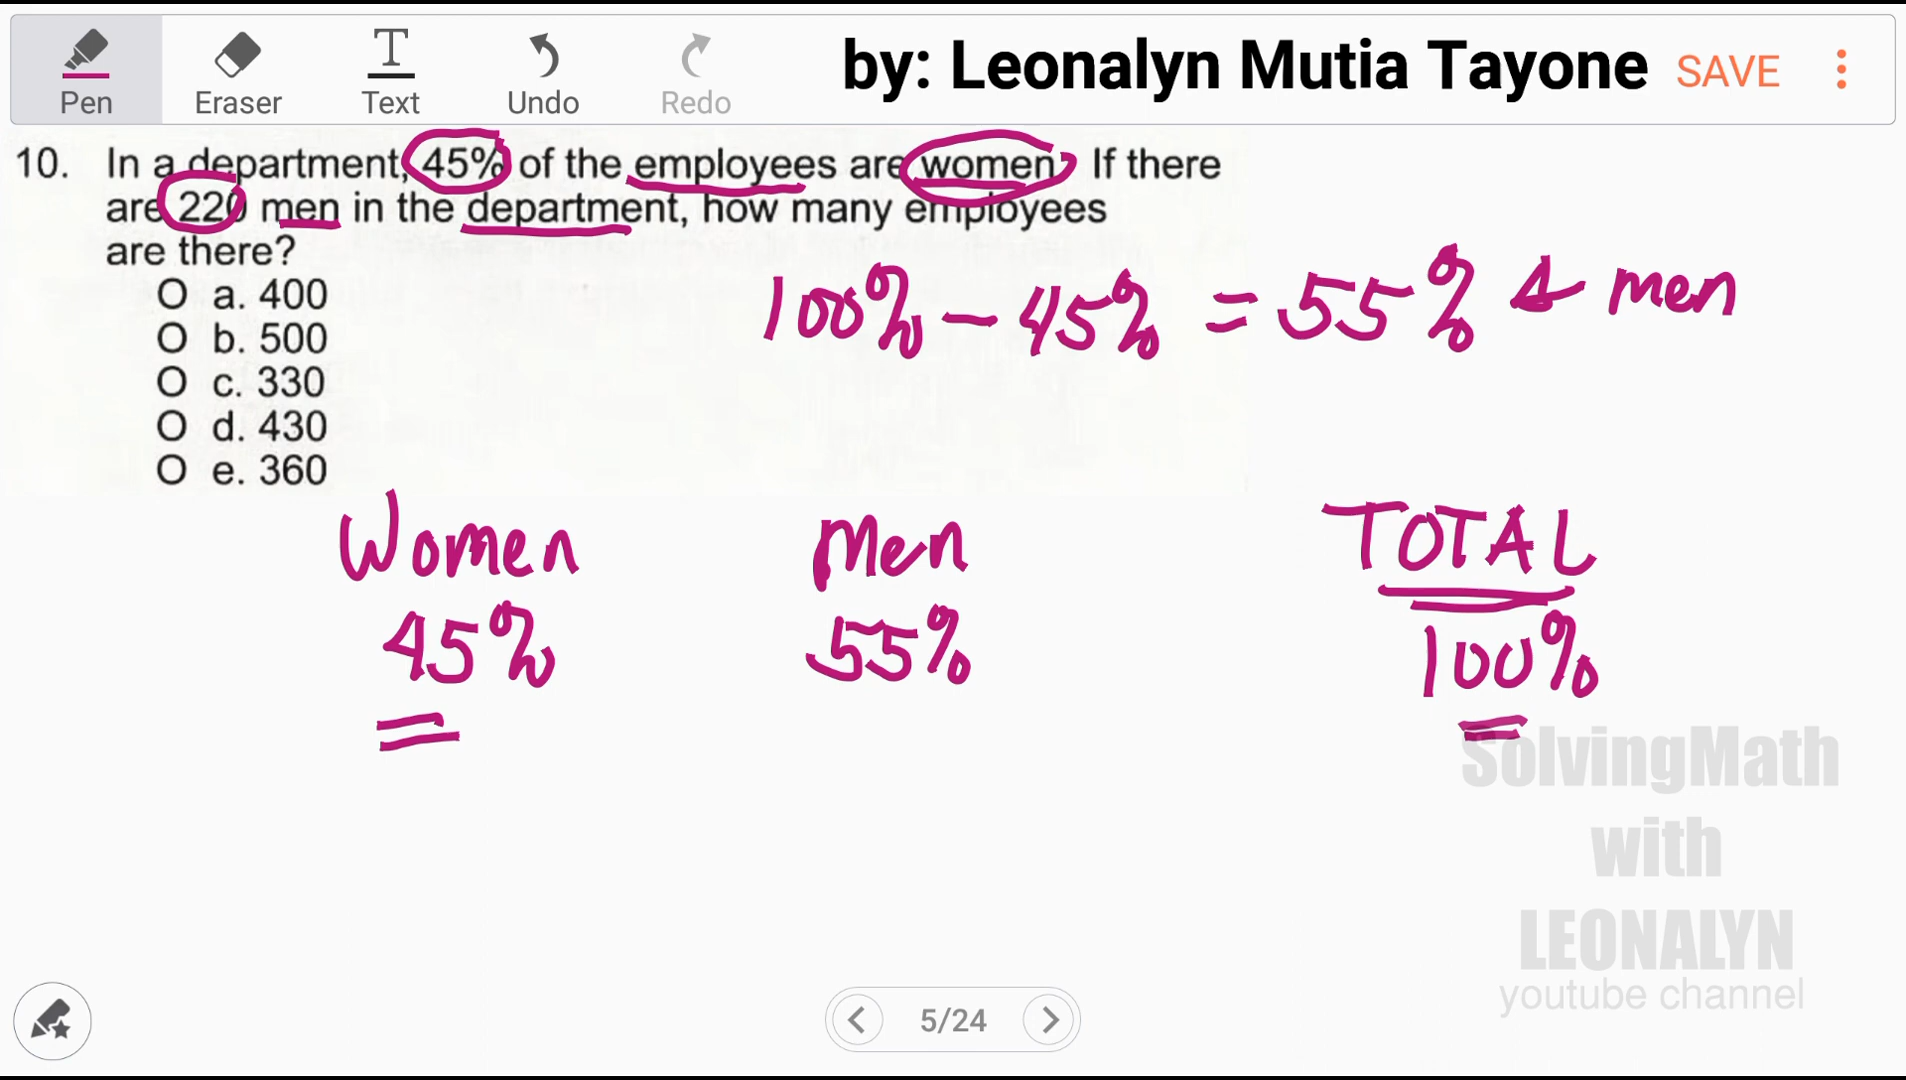 by: Leonalyn Mutia Tayone
SAVE
Pen
Eraser
Text
Undo
Redo
10. In a department, 45% of the employees are women. If there
are 220 men in the department, how many employees
are there?
O a. 400
O b. 500
O c. 330
O d. 430
O e. 360
100% - 45% = 55% ← men
Women Men TOTAL
45% 55% 100%
SolvingMath
with
LEONALYN
youtube channel
5/24